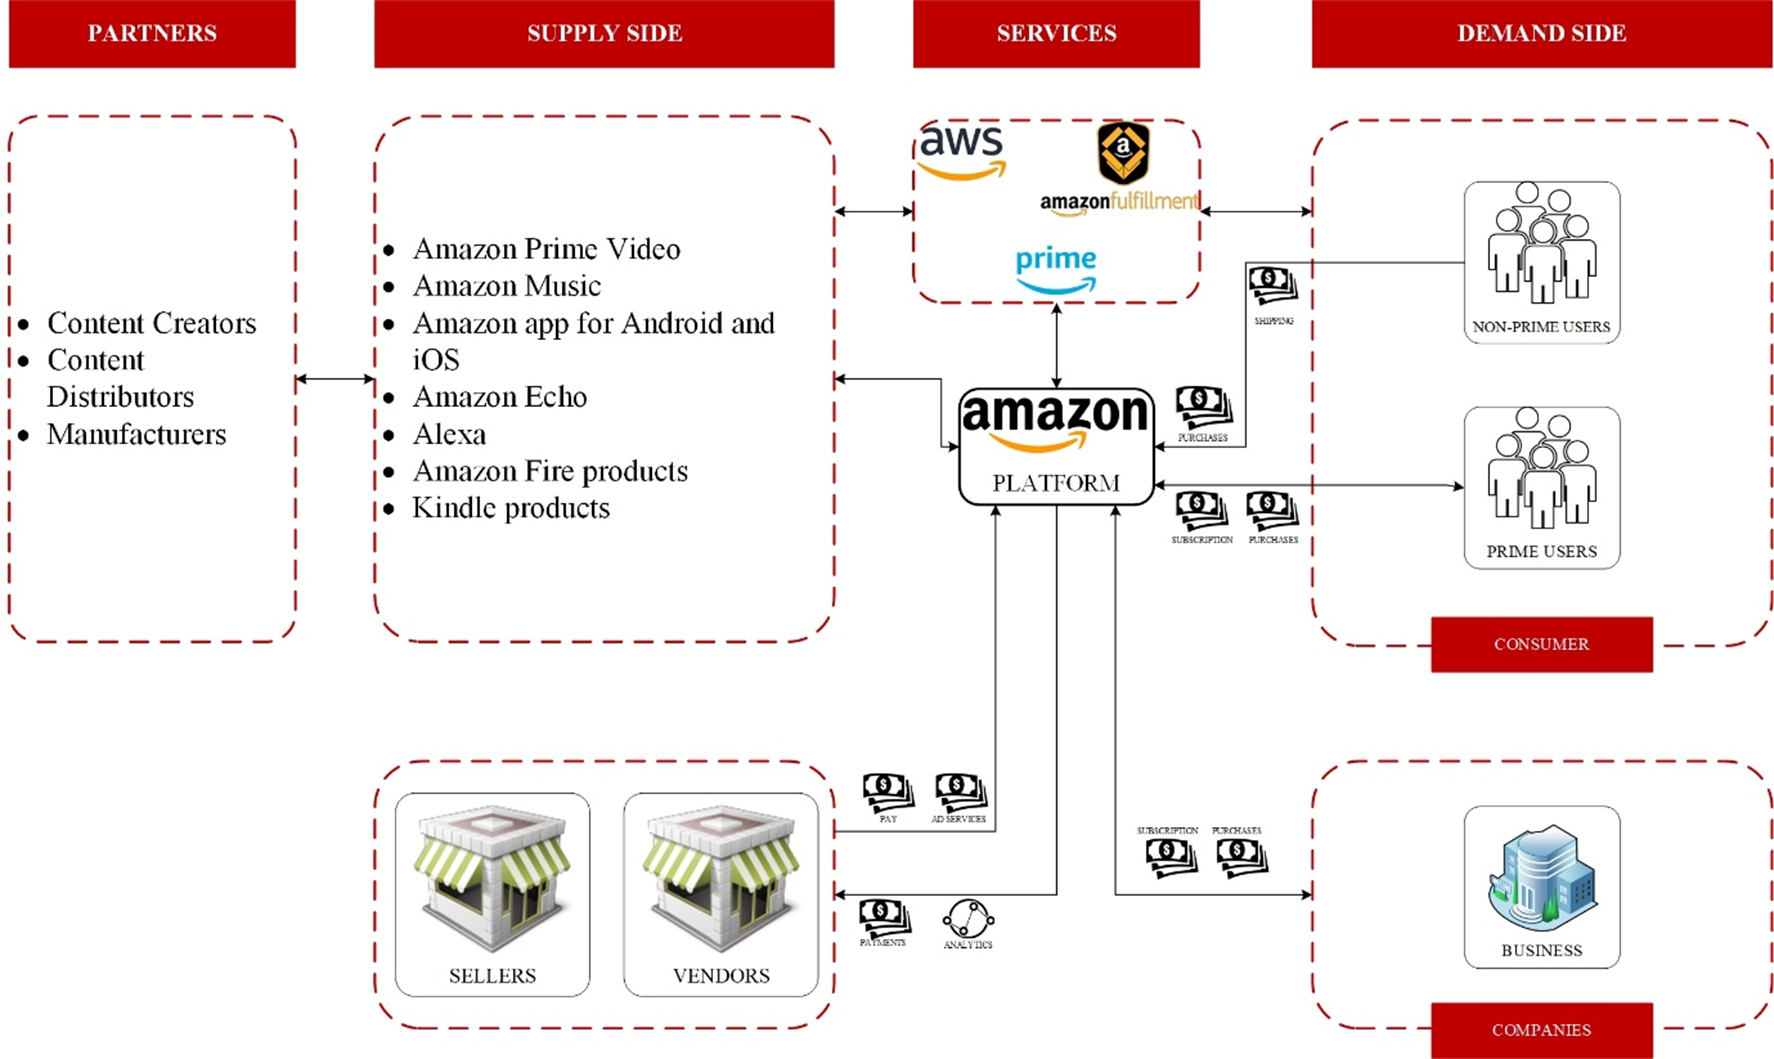 PARTNERS
SUPPLY SIDE
SERVICES
DEMAND SIDE
Content Creators
Content
Distributors
Manufacturers
Amazon Prime Video
Amazon Music
Amazon app for Android and
iOS
Amazon Echo
Alexa
Amazon Fire products
Kindle products
aws
a
amazonfulfillment
prime
amazon
PLATFORM
SHIPPING
PURCHASES
SUBSCRIPTION PURCHASES
NON-PRIME USERS
PRIME USERS
CONSUMER
SELLERS
VENDORS
PAY AD SERVICES
PAYMENTS ANALYTICS
SUBSCRIPTION PURCHASES
BUSINESS
COMPANIES